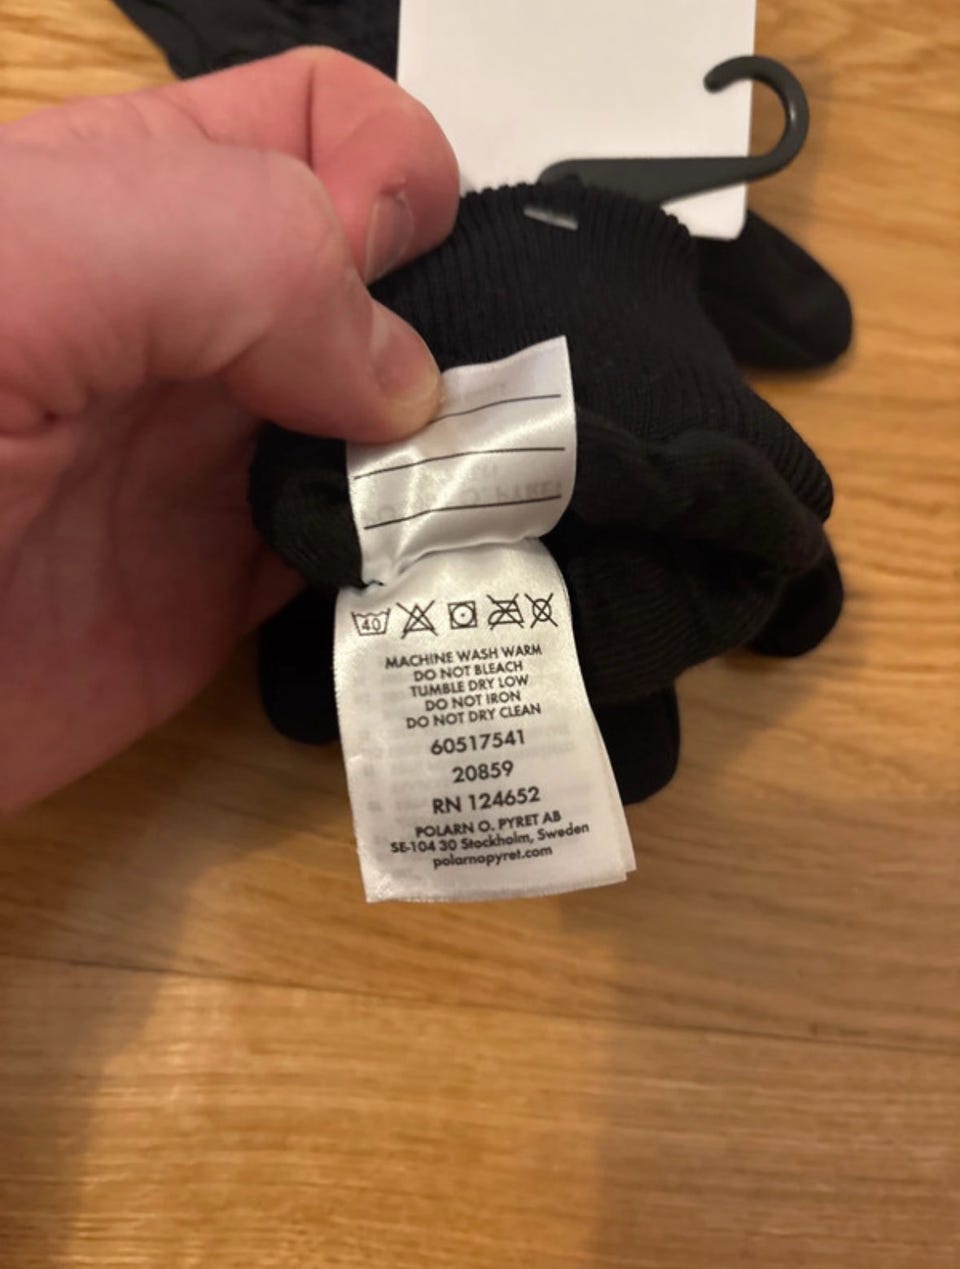 40
MACHINE WASH WARM
DO NOT BLEACH
TUMBLE DRY LOW
DO NOT IRON
DO NOT DRY CLEAN
60517541
20859
RN 124652
POLARN O. PYRET AB
SE-104 30 Stockholm, Sweden
polarnopyret.com